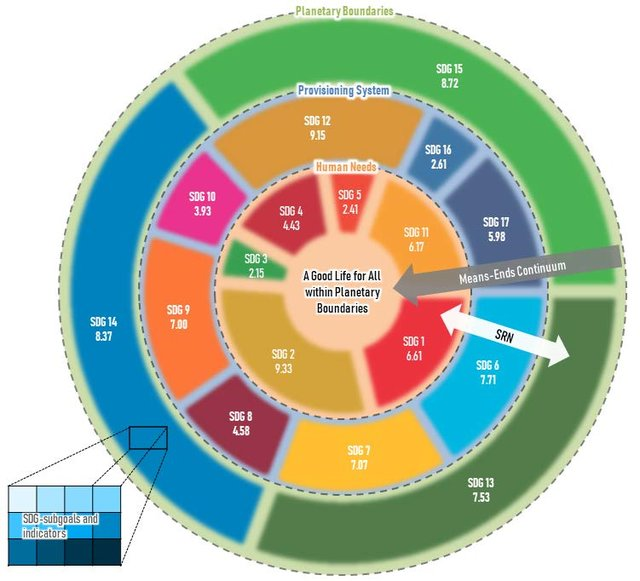 Planetary Boundaries
SDG 15
8.72
Provisioning System
SDG 12
9.15
SDG 16
2.61
Human Needs
SDG 10
3.93
SDG 5
2.41
SDG 4
4.43
SDG 11
6.17
SDG 17
5.98
SDG 3
2.15
A Good Life for All
within Planetary
Boundaries
Means-Ends Continuum
SDG 9
7.00
SDG 14
8.37
SDG 1
6.61
SRN
SDG 2
9.33
SDG 6
7.71
SDG 8
4.58
SDG 7
7.07
SDG 13
7.53
SDG-subgoals and
indicators